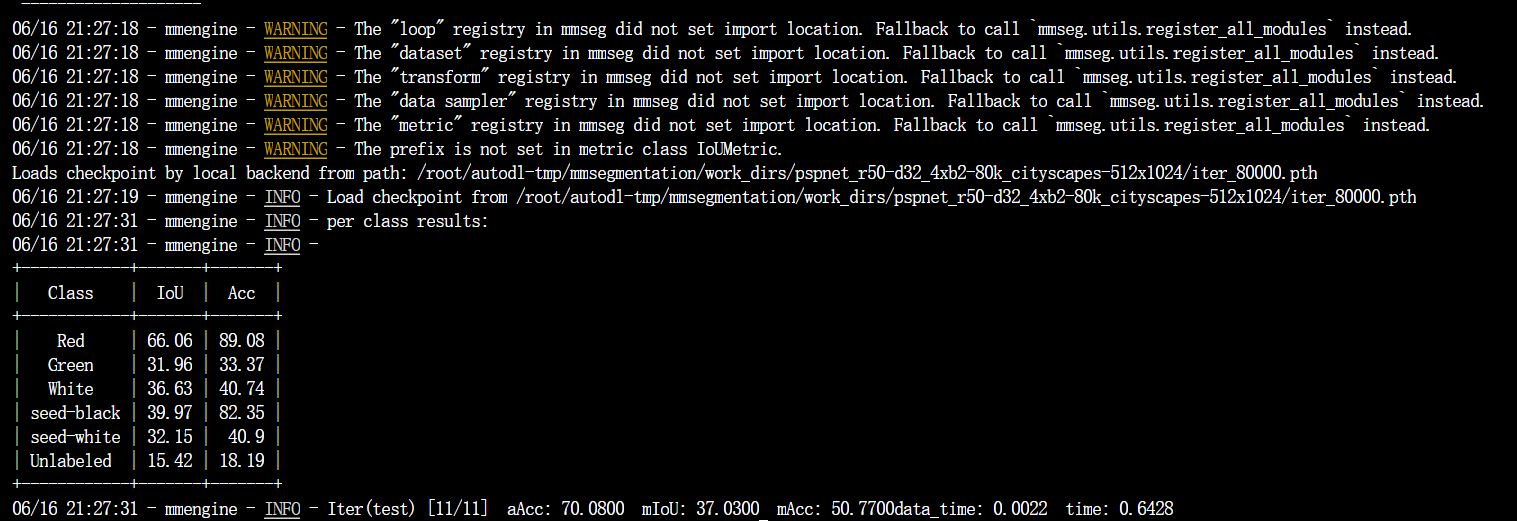 06/16 21:27:18 - mmengine - WARNING - The "loop" registry in mmseg did not set import location. Fallback to call `mmseg.utils.register_all_modules` instead.
06/16 21:27:18 - mmengine - WARNING - The "dataset" registry in mmseg did not set import location. Fallback to call `mmseg.utils.register_all_modules` instead.
06/16 21:27:18 - mmengine - WARNING - The "transform" registry in mmseg did not set import location. Fallback to call `mmseg.utils.register_all_modules` instead.
06/16 21:27:18 - mmengine - WARNING - The "data sampler" registry in mmseg did not set import location. Fallback to call `mmseg.utils.register_all_modules` instead.
06/16 21:27:18 - mmengine - WARNING - The "metric" registry in mmseg did not set import location. Fallback to call `mmseg.utils.register_all_modules` instead.
06/16 21:27:18 - mmengine - WARNING - The prefix is not set in metric class IoUMetric.
Loads checkpoint by local backend from path: /root/autodl-tmp/mmsegmentation/work_dirs/pspnet_r50-d32_4xb2-80k_cityscapes-512x1024/iter_80000.pth
06/16 21:27:19 - mmengine - INFO - Load checkpoint from /root/autodl-tmp/mmsegmentation/work_dirs/pspnet_r50-d32_4xb2-80k_cityscapes-512x1024/iter_80000.pth
06/16 21:27:31 - mmengine - INFO - per class results:
06/16 21:27:31 - mmengine - INFO -
+------------+-------+-------+
| Class | IoU | Acc |
+------------+-------+-------+
| Red | 66.06 | 89.08 |
| Green | 31.96 | 33.37 |
| White | 36.63 | 40.74 |
| seed-black | 39.97 | 82.35 |
| seed-white | 32.15 | 40.9 |
| Unlabeled | 15.42 | 18.19 |
+------------+-------+-------+
06/16 21:27:31 - mmengine - INFO - Iter(test) [11/11] aAcc: 70.0800 mIoU: 37.0300 mAcc: 50.7700data_time: 0.0022 time: 0.6428